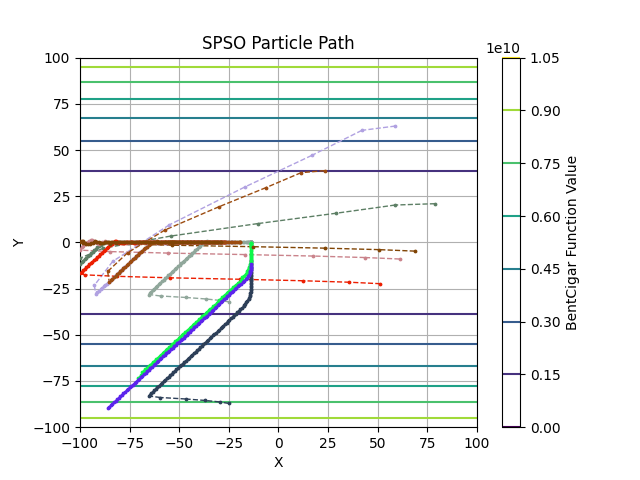 SPSO Particle Path
1e10
100
75
50
25
0
−25
−50
−75
−100
Y
−100 −75 −50 −25 0 25 50 75 100
X
1.05
0.90
0.75
0.60
0.45
0.30
0.15
0.00
BentCigar Function Value